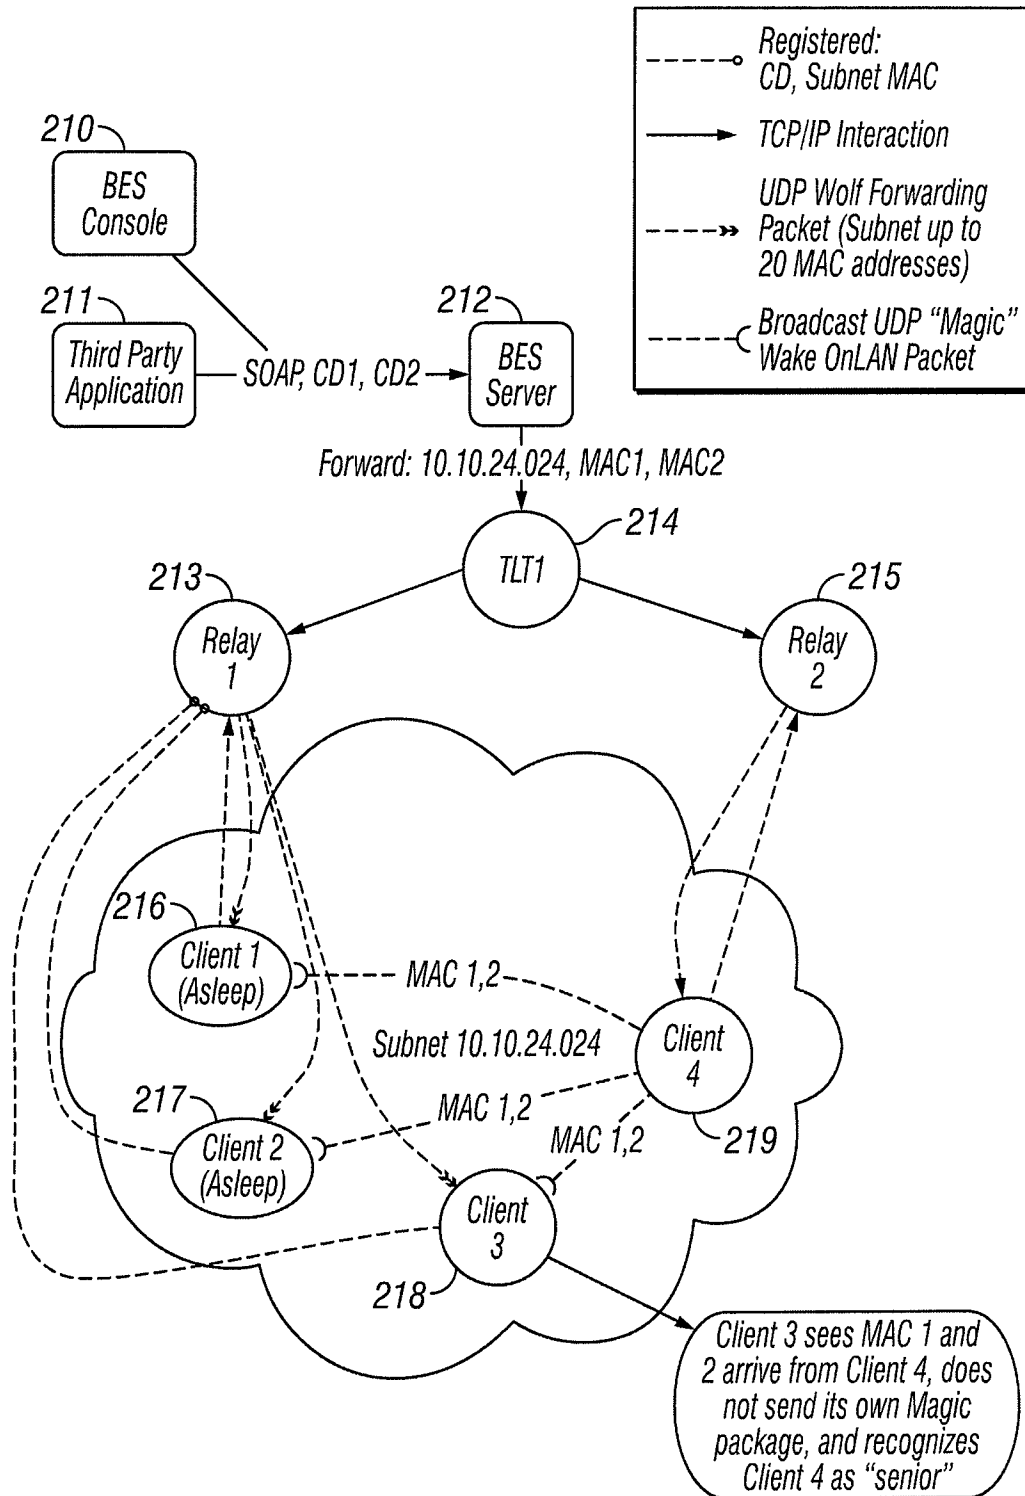 Registered:
CD, Subnet MAC
TCP/IP Interaction
UDP Wolf Forwarding
Packet (Subnet up to
20 MAC addresses)
Broadcast UDP "Magic"
Wake OnLAN Packet
210
BES
Console
211
Third Party
Application
SOAP, CD1, CD2
212
BES
Server
Forward: 10.10.24.024, MAC1, MAC2
214
TLT1
213
Relay
1
215
Relay
2
216
Client 1
(Asleep)
MAC 1,2
Subnet 10.10.24.024
Client
4
219
217
Client 2
(Asleep)
MAC 1,2
MAC 1,2
Client
3
218
Client 3 sees MAC 1 and
2 arrive from Client 4, does
not send its own Magic
package, and recognizes
Client 4 as "senior"